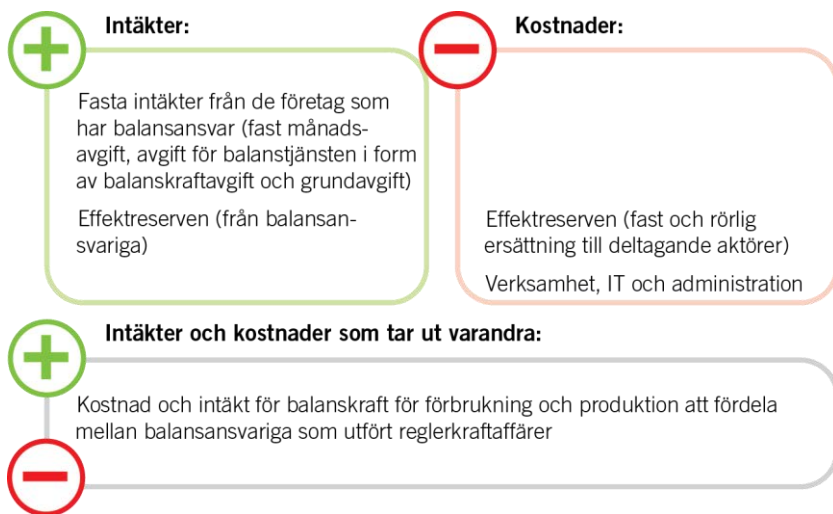 Intäkter:
Fasta intäkter från de företag som
har balansansvar (fast månads-
avgift, avgift för balanstjänsten i form
av balanskraftavgift och grundavgift)
Effektreserven (från balansan-
svariga)
Kostnader:
Effektreserven (fast och rörlig
ersättning till deltagande aktörer)
Verksamhet, IT och administration
Intäkter och kostnader som tar ut varandra:
Kostnad och intäkt för balanskraft för förbrukning och produktion att fördela
mellan balansansvariga som utfört reglerkraftaffärer